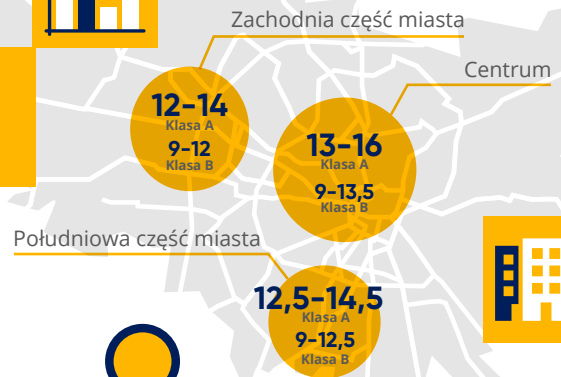 Zachodnia część miasta
12-14
Klasa A
9-12
Klasa B
Centrum
13-16
Klasa A
9-13,5
Klasa B
Południowa część miasta
12,5-14,5
Klasa A
9-12,5
Klasa B